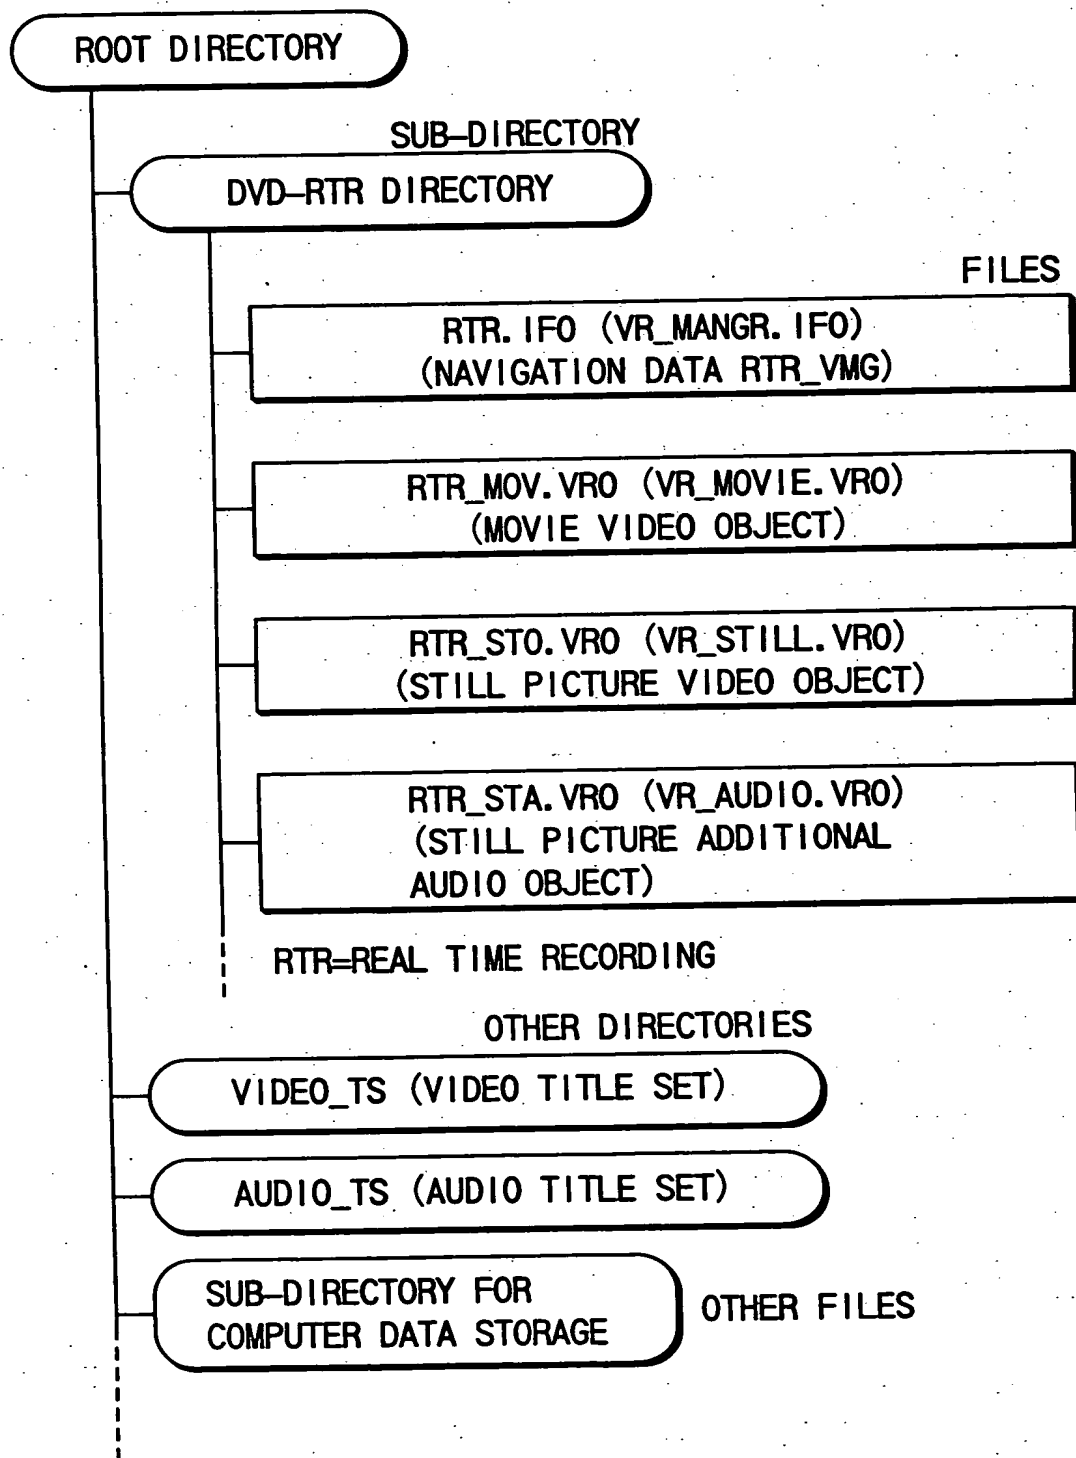 ROOT DIRECTORY
SUB-DIRECTORY
DVD-RTR DIRECTORY
FILES
RTR.IFO (VR_MANGR.IFO)
(NAVIGATION DATA RTR_VMG)
RTR_MOV.VRO (VR_MOVIE.VRO)
(MOVIE VIDEO OBJECT)
RTR_STO.VRO (VR_STILL.VRO)
(STILL PICTURE VIDEO OBJECT)
RTR_STA.VRO (VR_AUDIO.VRO)
(STILL PICTURE ADDITIONAL
AUDIO OBJECT)
RTR=REAL TIME RECORDING
OTHER DIRECTORIES
VIDEO_TS (VIDEO TITLE SET)
AUDIO_TS (AUDIO TITLE SET)
SUB-DIRECTORY FOR
COMPUTER DATA STORAGE
OTHER FILES